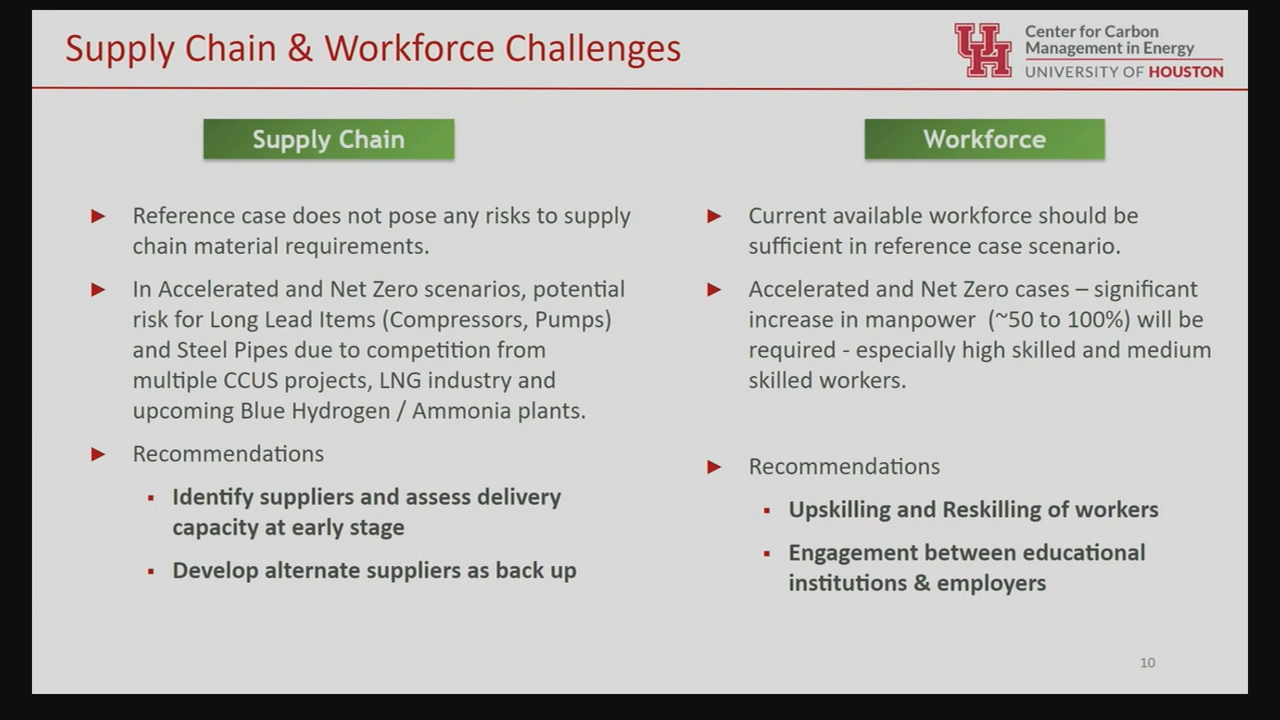 Supply Chain & Workforce Challenges
Center for Carbon
Management in Energy
UNIVERSITY OF HOUSTON
Supply Chain
Reference case does not pose any risks to supply
chain material requirements.
In Accelerated and Net Zero scenarios, potential
risk for Long Lead Items (Compressors, Pumps)
and Steel Pipes due to competition from
multiple CCUS projects, LNG industry and
upcoming Blue Hydrogen / Ammonia plants.
Recommendations
Identify suppliers and assess delivery
capacity at early stage
Develop alternate suppliers as back up
Workforce
Current available workforce should be
sufficient in reference case scenario.
Accelerated and Net Zero cases – significant
increase in manpower (~50 to 100%) will be
required - especially high skilled and medium
skilled workers.
Recommendations
Upskilling and Reskilling of workers
Engagement between educational
institutions & employers
10